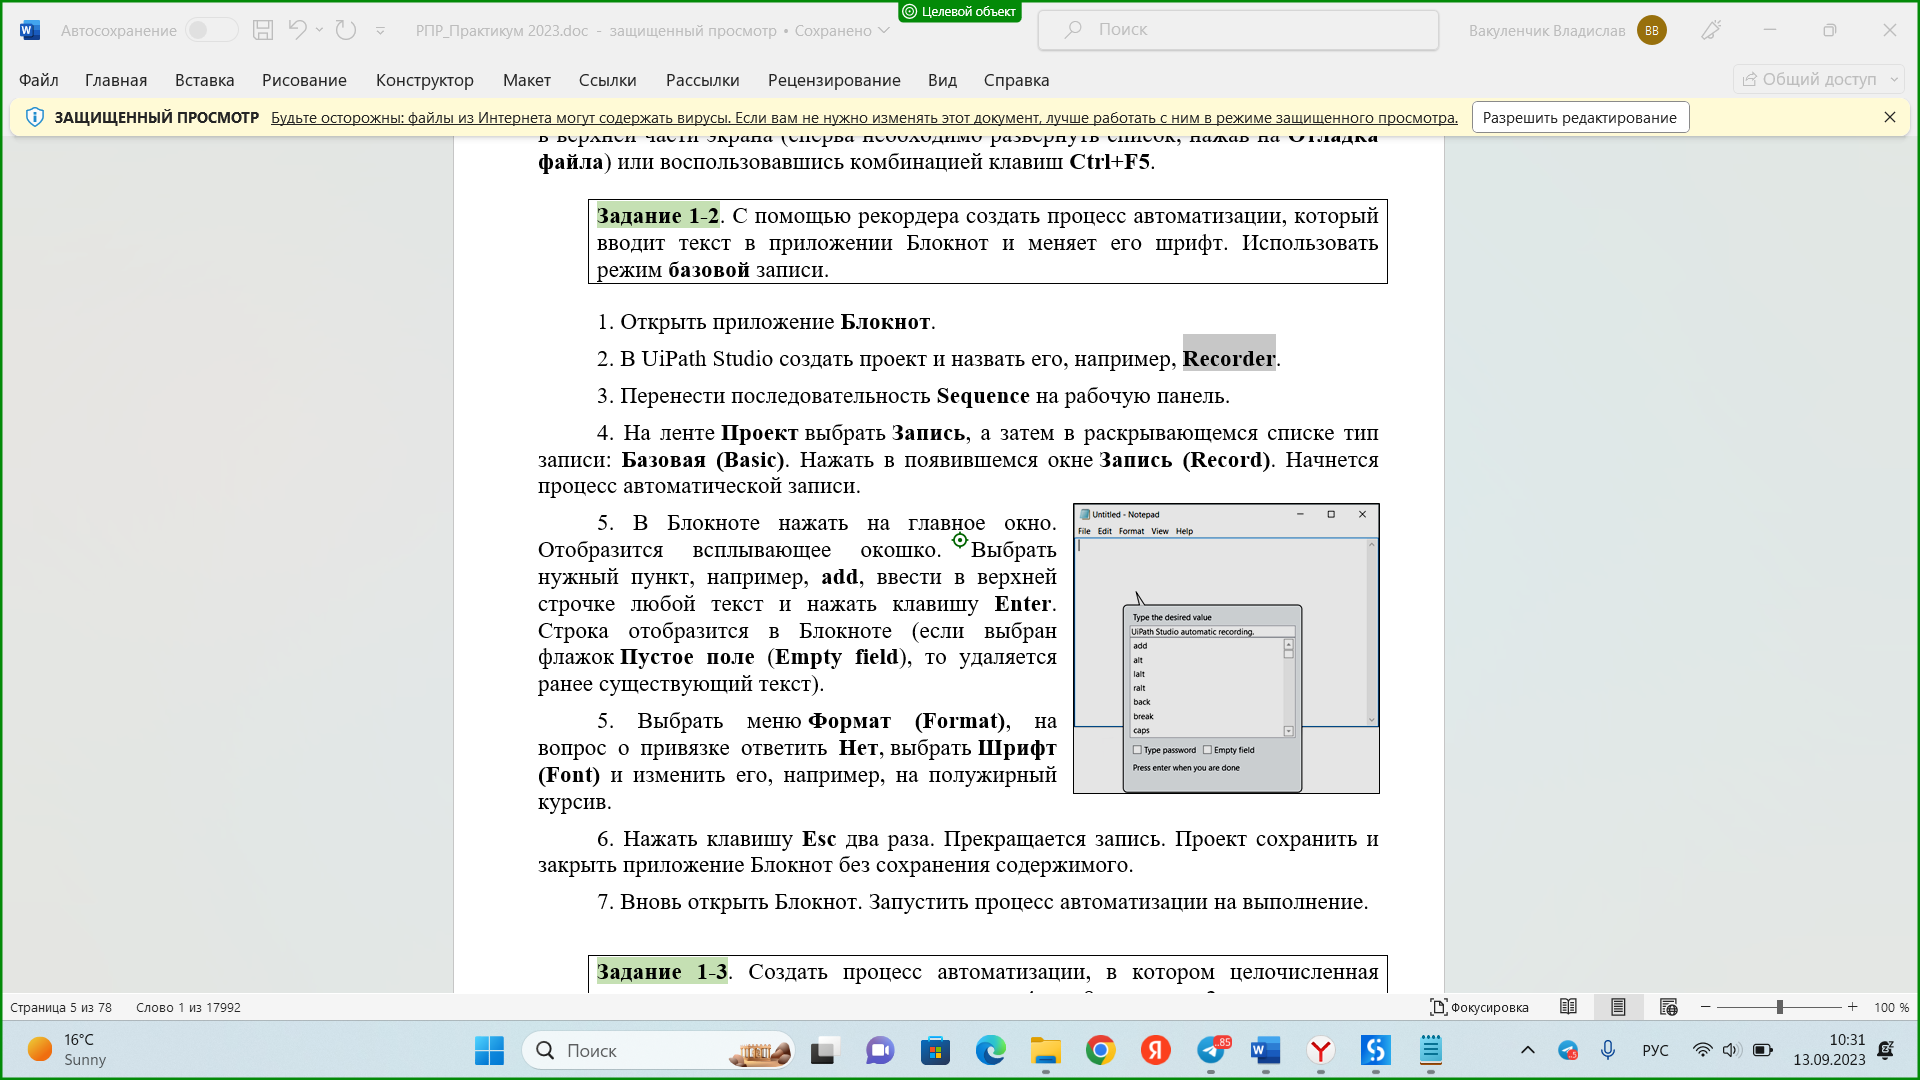 Целевой объект
Автосохранение
РПР_Практикум 2023.doc - защищенный просмотр • Сохранено
Поиск
Вакуленчик Владислав
ВВ
Файл Главная Вставка Рисование Конструктор Макет Ссылки Рассылки Рецензирование Вид Справка
Общий доступ
ЗАЩИЩЕННЫЙ ПРОСМОТР Будьте осторожны: файлы из Интернета могут содержать вирусы. Если вам не нужно изменять этот документ, лучше работать с ним в режиме защищенного просмотра. Разрешить редактирование
в верхней части экрана (сперва необходимо развернуть список, нажав на Отладка
файла) или воспользовавшись комбинацией клавиш Ctrl+F5.
Задание 1-2. С помощью рекордера создать процесс автоматизации, который
вводит текст в приложении Блокнот и меняет его шрифт. Использовать
режим базовой записи.
1. Открыть приложение Блокнот.
2. В UiPath Studio создать проект и назвать его, например, Recorder.
3. Перенести последовательность Sequence на рабочую панель.
4. На ленте Проект выбрать Запись, а затем в раскрывающемся списке тип
записи: Базовая (Basic). Нажать в появившемся окне Запись (Record). Начнется
процесс автоматической записи.
5. В Блокноте нажать на главное окно.
Отобразится всплывающее окошко. Выбрать
нужный пункт, например, add, ввести в верхней
строчке любой текст и нажать клавишу Enter.
Строка отобразится в Блокноте (если выбран
флажок Пустое поле (Empty field), то удаляется
ранее существующий текст).
5. Выбрать меню Формат (Format), на
вопрос о привязке ответить Нет, выбрать Шрифт
(Font) и изменить его, например, на полужирный
курсив.
Untitled - Notepad
File Edit Format View Help
Type the desired value
UiPath Studio automatic recording.
add
alt
lalt
ralt
back
break
caps
Type password Empty field
Press enter when you are done
6. Нажать клавишу Esc два раза. Прекращается запись. Проект сохранить и
закрыть приложение Блокнот без сохранения содержимого.
7. Вновь открыть Блокнот. Запустить процесс автоматизации на выполнение.
Задание 1-3. Создать процесс автоматизации, в котором целочисленная
Страница 5 из 78 Слово 1 из 17992
Фокусировка
100 %
16°C
Sunny
Поиск
85
РУС
10:31
13.09.2023